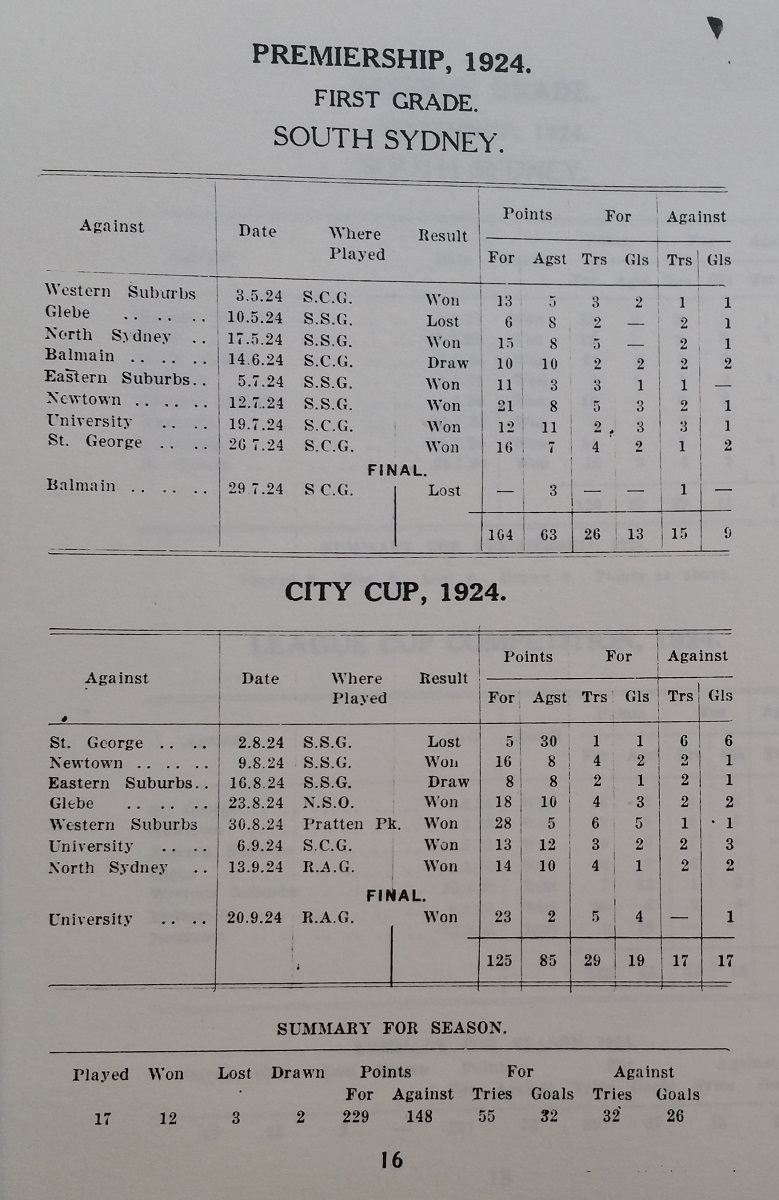 PREMIERSHIP, 1924.
FIRST GRADE.
SOUTH SYDNEY.
Against Date Where Played Result Points For Against
For Agst Trs Gls Trs Gls
Western Suburbs 3.5.24 S.C.G. Won 13 5 3 2 1 1
Glebe .. .. .. 10.5.24 S.S.G. Lost 6 8 2 — 2 1
North Sydney .. 17.5.24 S.S.G. Won 15 8 5 — 2 1
Balmain .. .. .. 14.6.24 S.C.G. Draw 10 10 2 2 2 2
Eastern Suburbs.. 5.7.24 S.S.G. Won 11 3 3 1 1 —
Newtown .. .. .. 12.7.24 S.S.G. Won 21 8 5 3 2 1
University .. .. 19.7.24 S.C.G. Won 12 11 2 3 3 1
St. George .. .. 26 7.24 S.C.G. Won 16 7 4 2 1 2
FINAL.
Balmain .. .. .. 29.7.24 S C.G. Lost — 3 — — 1 —
104 63 26 13 15 9
CITY CUP, 1924.
Against Date Where Played Result Points For Against
For Agst Trs Gls Trs Gls
St. George .. .. 2.8.24 S.S.G. Lost 5 30 1 1 6 6
Newtown .. .. .. 9.8.24 S.S.G. Won 16 8 4 2 2 1
Eastern Suburbs.. 16.8.24 S.S.G. Draw 8 8 2 1 2 1
Glebe .. .. .. 23.8.24 N.S.O. Won 18 10 4 3 2 2
Western Suburbs 30.8.24 Pratten Pk. Won 28 5 6 5 1 1
University .. .. 6.9.24 S.C.G. Won 13 12 3 2 2 3
North Sydney .. 13.9.24 R.A.G. Won 14 10 4 1 2 2
FINAL.
University .. .. 20.9.24 R.A.G. Won 23 2 5 4 — 1
125 85 29 19 17 17
SUMMARY FOR SEASON.
Played Won Lost Drawn Points For Against
For Against Tries Goals Tries Goals
17 12 3 2 229 148 55 32 32 26
16